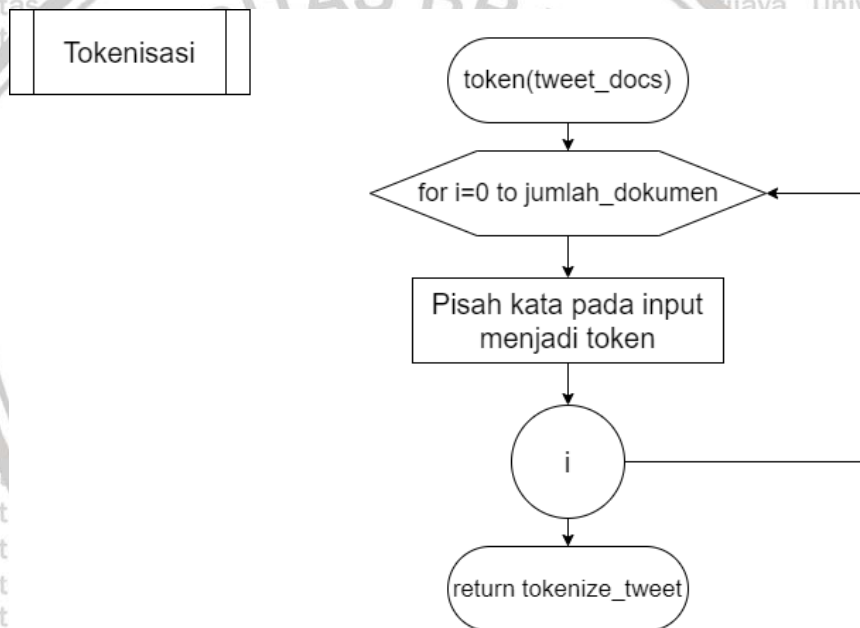 Tokenisasi
token(tweet_docs)
for i=0 to jumlah_dokumen
Pisah kata pada input
menjadi token
i
return tokenize_tweet